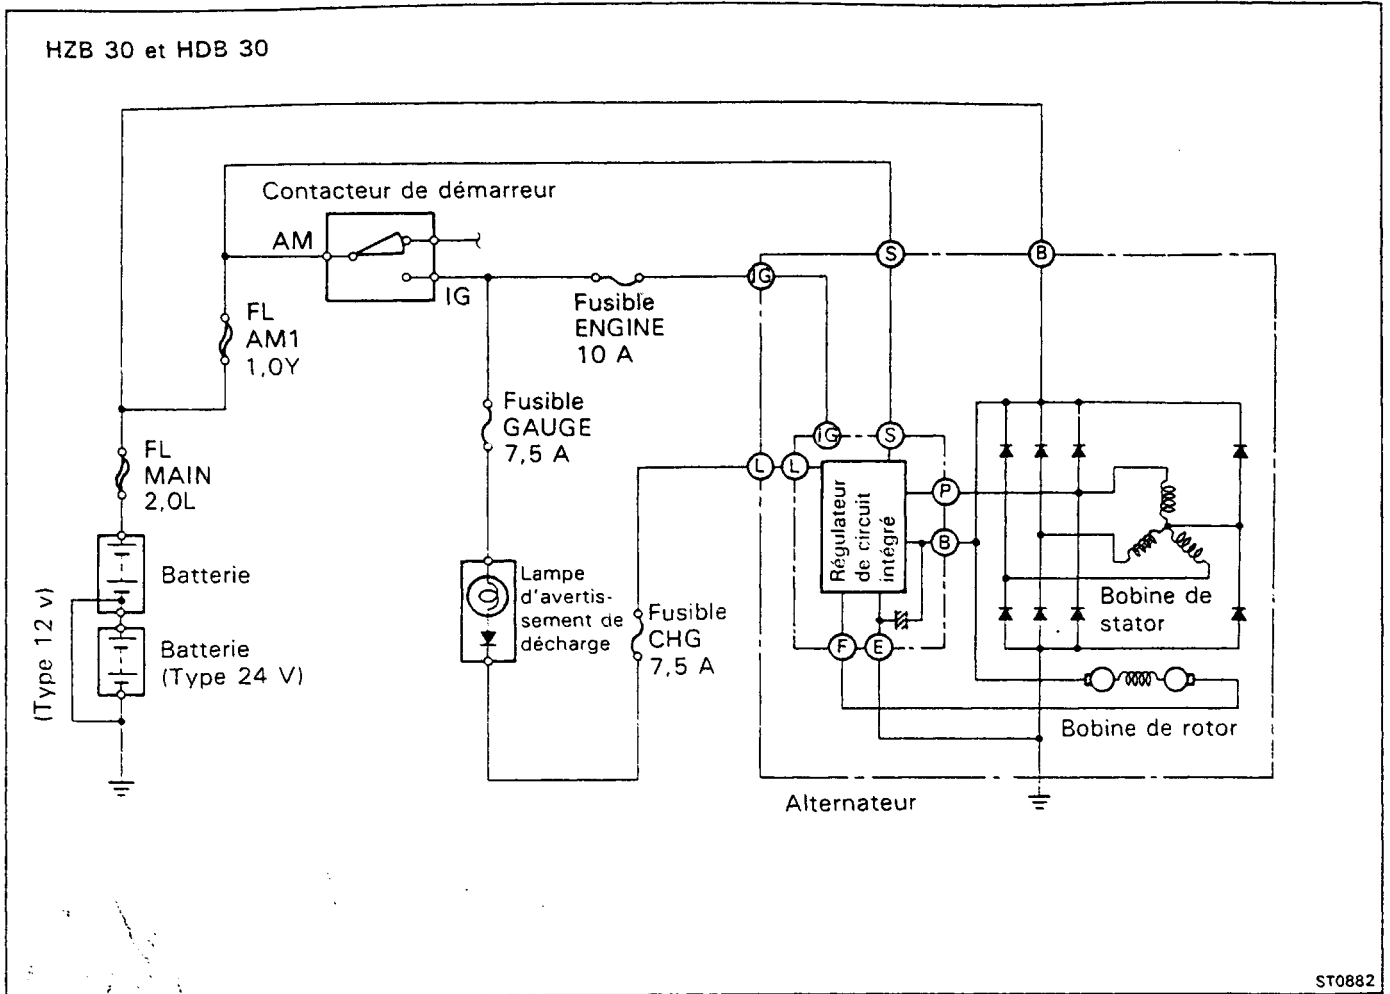 HZB 30 et HDB 30
Contacteur de démarreur
AM
IG
S
B
IG
FL
AM1
1,0Y
Fusible
ENGINE
10 A
Fusible
GAUGE
7,5 A
FL
MAIN
2,0L
IG
S
L
L
P
B
F
E
Régulateur
de circuit
intégré
Batterie
Batterie
(Type 24 V)
(Type 12 v)
Lampe
d'avertis-
sement de
décharge
Fusible
CHG
7,5 A
Bobine de
stator
Bobine de rotor
Alternateur
ST0882